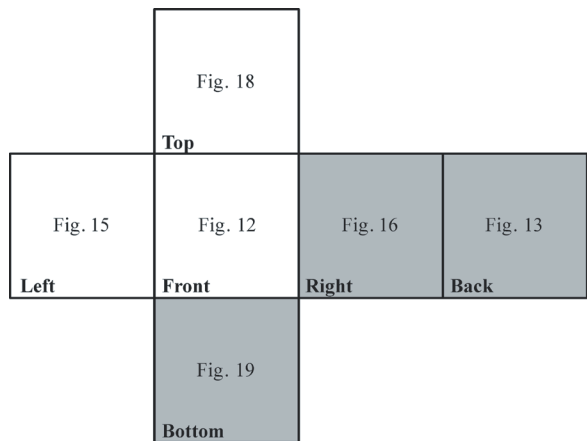 Fig. 18
Top
Fig. 15
Fig. 12
Fig. 16
Fig. 13
Left
Front
Right
Back
Fig. 19
Bottom